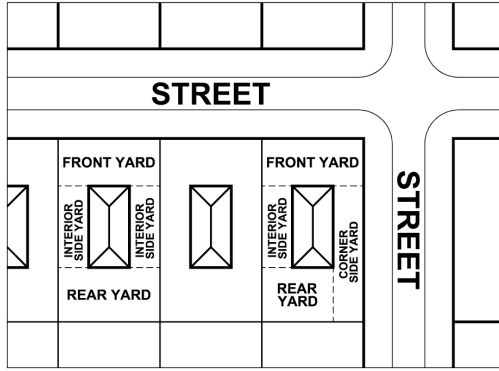 STREET
FRONT YARD
FRONT YARD
INTERIOR
SIDE YARD
INTERIOR
SIDE YARD
INTERIOR
SIDE YARD
CORNER
SIDE YARD
STREET
REAR YARD
REAR
YARD